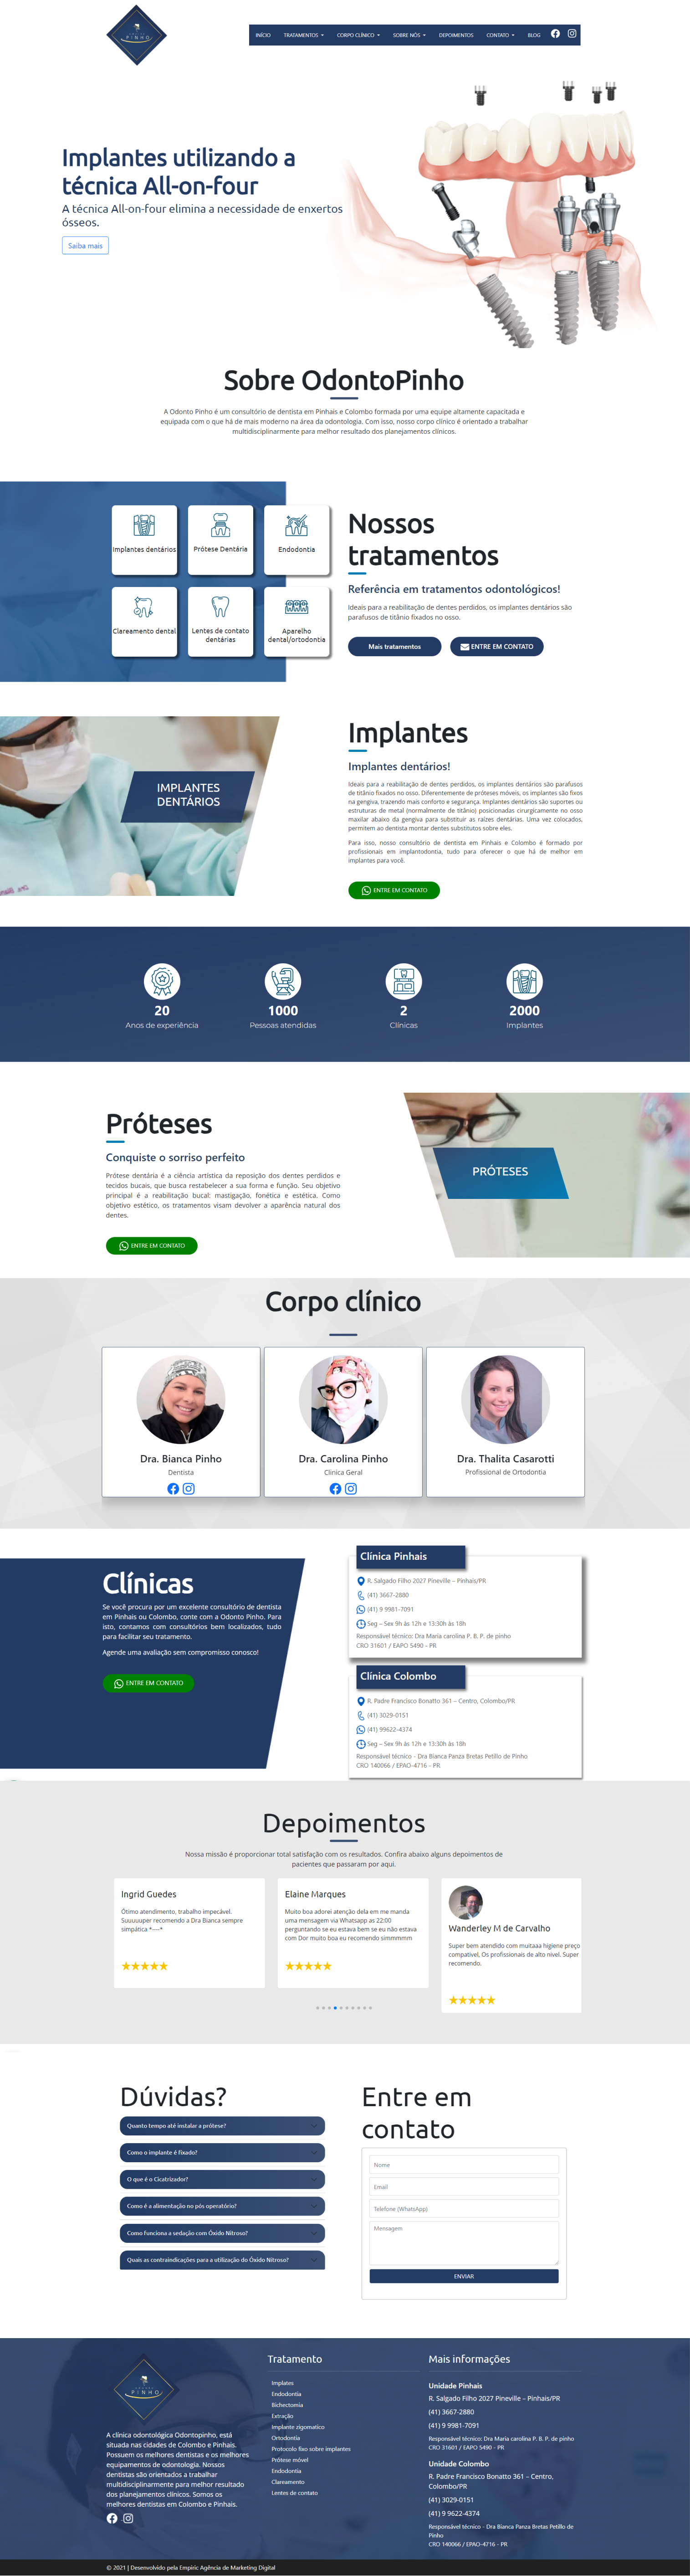 PINHO
INÍCIO TRATAMENTOS CORPO CLÍNICO SOBRE NÓS DEPOIMENTOS CONTATO BLOG
Implantes utilizando a
técnica All-on-four
A técnica All-on-four elimina a necessidade de enxertos
ósseos.
Saiba mais
Sobre OdontoPinho
A Odonto Pinho é um consultório de dentista em Pinhais e Colombo formada por uma equipe altamente capacitada e
equipada com o que há de mais moderno na área da odontologia. Com isso, nosso corpo clínico é orientado a trabalhar
multidisciplinarmente para melhor resultado dos planejamentos clínicos.
Implantes dentários
Prótese Dentária
Endodontia
Clareamento dental
Lentes de contato
dentárias
Aparelho
dental/ortodontia
Nossos
tratamentos
Referência em tratamentos odontológicos!
Ideais para a reabilitação de dentes perdidos, os implantes dentários são
parafusos de titânio fixados no osso.
Mais tratamentos
ENTRE EM CONTATO
IMPLANTES
DENTÁRIOS
Implantes
Implantes dentários!
Ideais para a reabilitação de dentes perdidos, os implantes dentários são parafusos
de titânio fixados no osso. Diferentemente de próteses móveis, os implantes são fixos
na gengiva, trazendo mais conforto e segurança. Implantes dentários são suportes ou
estruturas de metal (normalmente de titânio) posicionadas cirurgicamente no osso
maxilar abaixo da gengiva para substituir as raízes dentárias. Uma vez colocados,
permitem ao dentista montar dentes substitutos sobre eles.
Para isso, nosso consultório de dentista em Pinhais e Colombo é formado por
profissionais em implantodontia, tudo para oferecer o que há de melhor em
implantes para você.
ENTRE EM CONTATO
20
Anos de experiência
1000
Pessoas atendidas
2
Clínicas
2000
Implantes
Próteses
Conquiste o sorriso perfeito
Prótese dentária é a ciência artística da reposição dos dentes perdidos e
tecidos bucais, que busca restabelecer a sua forma e função. Seu objetivo
principal é a reabilitação bucal: mastigação, fonética e estética. Como
objetivo estético, os tratamentos visam devolver a aparência natural dos
dentes.
ENTRE EM CONTATO
PRÓTESES
Corpo clínico
Dra. Bianca Pinho
Dentista
Dra. Carolina Pinho
Clinica Geral
Dra. Thalita Casarotti
Profissional de Ortodontia
Clínicas
Se você procura por um excelente consultório de dentista
em Pinhais ou Colombo, conte com a Odonto Pinho. Para
isto, contamos com consultórios bem localizados, tudo
para facilitar seu tratamento.
Agende uma avaliação sem compromisso conosco!
ENTRE EM CONTATO
Clínica Pinhais
R. Salgado Filho 2027 Pineville – Pinhais/PR
(41) 3667-2880
(41) 9 9981-7091
Seg – Sex 9h às 12h e 13:30h às 18h
Responsável técnico: Dra Maria carolina P. B. P. de pinho
CRO 31601 / EAPO 5490 - PR
Clínica Colombo
R. Padre Francisco Bonatto 361 – Centro, Colombo/PR
(41) 3029-0151
(41) 99622-4374
Seg – Sex 9h às 12h e 13:30h às 18h
Responsável técnico - Dra Bianca Panza Bretas Petillo de Pinho
CRO 140066 / EPAO-4716 - PR
Depoimentos
Nossa missão é proporcionar total satisfação com os resultados. Confira abaixo alguns depoimentos de
pacientes que passaram por aqui.
Ingrid Guedes
Ótimo atendimento, trabalho impecável.
Suuuuuper recomendo a Dra Bianca sempre
simpática *---*
Elaine Marques
Muito boa adorei atenção dela em me manda
uma mensagem via Whatsapp as 22:00
perguntando se eu estava bem se eu não estava
com Dor muito boa eu recomendo simmmmm
Wanderley M de Carvalho
Super bem atendido com muitaaa higiene preço
compativel, Os profissionais de alto nivel. Super
recomendo.
Dúvidas?
Quanto tempo até instalar a prótese?
Como o implante é fixado?
O que é o Cicatrizador?
Como é a alimentação no pós operatório?
Como funciona a sedação com Óxido Nitroso?
Quais as contraindicações para a utilização do Óxido Nitroso?
Entre em
contato
Nome
Email
Telefone (WhatsApp)
Mensagem
ENVIAR
PINHO
A clínica odontológica Odontopinho, está
situada nas cidades de Colombo e Pinhais.
Possuem os melhores dentistas e os melhores
equipamentos de odontologia. Nossos
dentistas são orientados a trabalhar
multidisciplinarmente para melhor resultado
dos planejamentos clínicos. Somos os
melhores dentistas em Colombo e Pinhais.
Tratamento
Implates
Endodontia
Bichectomia
Extração
Implante zigomatico
Ortodontia
Protocolo fixo sobre implantes
Prótese móvel
Endodontia
Clareamento
Lentes de contato
Mais informações
Unidade Pinhais
R. Salgado Filho 2027 Pineville – Pinhais/PR
(41) 3667-2880
(41) 9 9981-7091
Responsável técnico: Dra Maria carolina P. B. P. de pinho
CRO 31601 / EAPO 5490 - PR
Unidade Colombo
R. Padre Francisco Bonatto 361 – Centro,
Colombo/PR
(41) 3029-0151
(41) 9 9622-4374
Responsável técnico - Dra Bianca Panza Bretas Petillo de
Pinho
CRO 140066 / EPAO-4716 - PR
© 2021 | Desenvolvido pela Empiric Agência de Marketing Digital